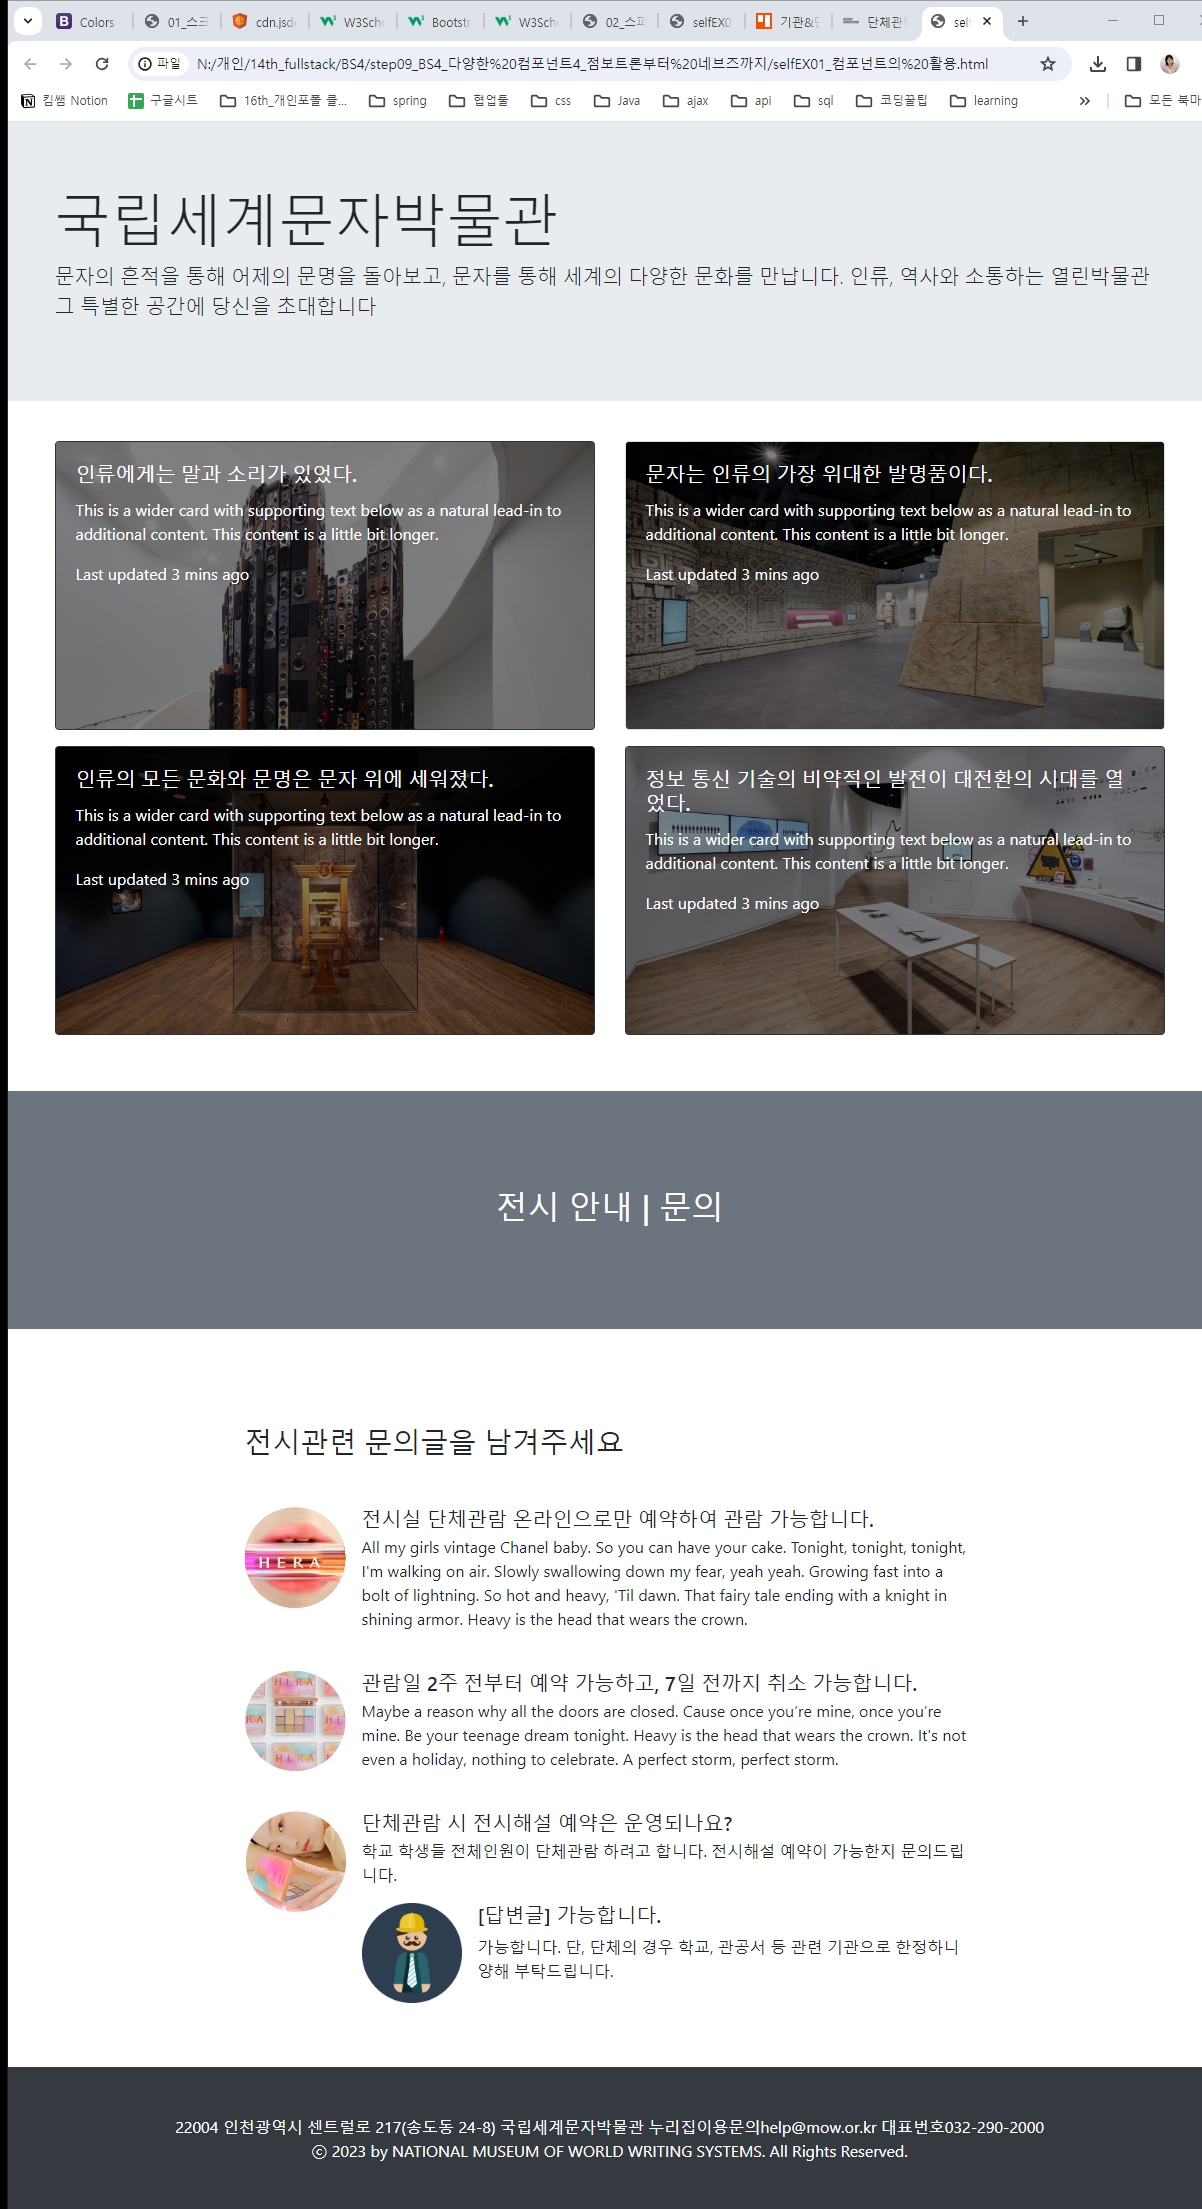 Colors
01_스크
cdn.jsde
W3Scho
Bootstr
W3Sch
02_스피
selfEX0
기관&단
단체관람
self
파일 N:/개인/14th_fullstack/BS4/step09_BS4_다양한%20컴포넌트4_점보트론부터%20네브즈까지/selfEX01_컴포넌트의%20활용.html
킴쌤 Notion
구글시트
16th_개인포폴 클...
spring
협업툴
css
Java
ajax
api
sql
코딩꿀팁
learning
모든 북마
국립세계문자박물관
문자의 흔적을 통해 어제의 문명을 돌아보고, 문자를 통해 세계의 다양한 문화를 만납니다. 인류, 역사와 소통하는 열린박물관
그 특별한 공간에 당신을 초대합니다
인류에게는 말과 소리가 있었다.
This is a wider card with supporting text below as a natural lead-in to
additional content. This content is a little bit longer.
Last updated 3 mins ago
문자는 인류의 가장 위대한 발명품이다.
This is a wider card with supporting text below as a natural lead-in to
additional content. This content is a little bit longer.
Last updated 3 mins ago
인류의 모든 문화와 문명은 문자 위에 세워졌다.
This is a wider card with supporting text below as a natural lead-in to
additional content. This content is a little bit longer.
Last updated 3 mins ago
정보 통신 기술의 비약적인 발전이 대전환의 시대를 열
었다.
This is a wider card with supporting text below as a natural lead-in to
additional content. This content is a little bit longer.
Last updated 3 mins ago
전시 안내 | 문의
전시관련 문의글을 남겨주세요
HERA
전시실 단체관람 온라인으로만 예약하여 관람 가능합니다.
All my girls vintage Chanel baby. So you can have your cake. Tonight, tonight, tonight,
I'm walking on air. Slowly swallowing down my fear, yeah yeah. Growing fast into a
bolt of lightning. So hot and heavy, 'Til dawn. That fairy tale ending with a knight in
shining armor. Heavy is the head that wears the crown.
HERA
HERA
관람일 2주 전부터 예약 가능하고, 7일 전까지 취소 가능합니다.
Maybe a reason why all the doors are closed. Cause once you’re mine, once you’re
mine. Be your teenage dream tonight. Heavy is the head that wears the crown. It's not
even a holiday, nothing to celebrate. A perfect storm, perfect storm.
단체관람 시 전시해설 예약은 운영되나요?
학교 학생들 전체인원이 단체관람 하려고 합니다. 전시해설 예약이 가능한지 문의드립
니다.
[답변글] 가능합니다.
가능합니다. 단, 단체의 경우 학교, 관공서 등 관련 기관으로 한정하니
양해 부탁드립니다.
22004 인천광역시 센트럴로 217(송도동 24-8) 국립세계문자박물관 누리집이용문의help@mow.or.kr 대표번호032-290-2000
ⓒ 2023 by NATIONAL MUSEUM OF WORLD WRITING SYSTEMS. All Rights Reserved.